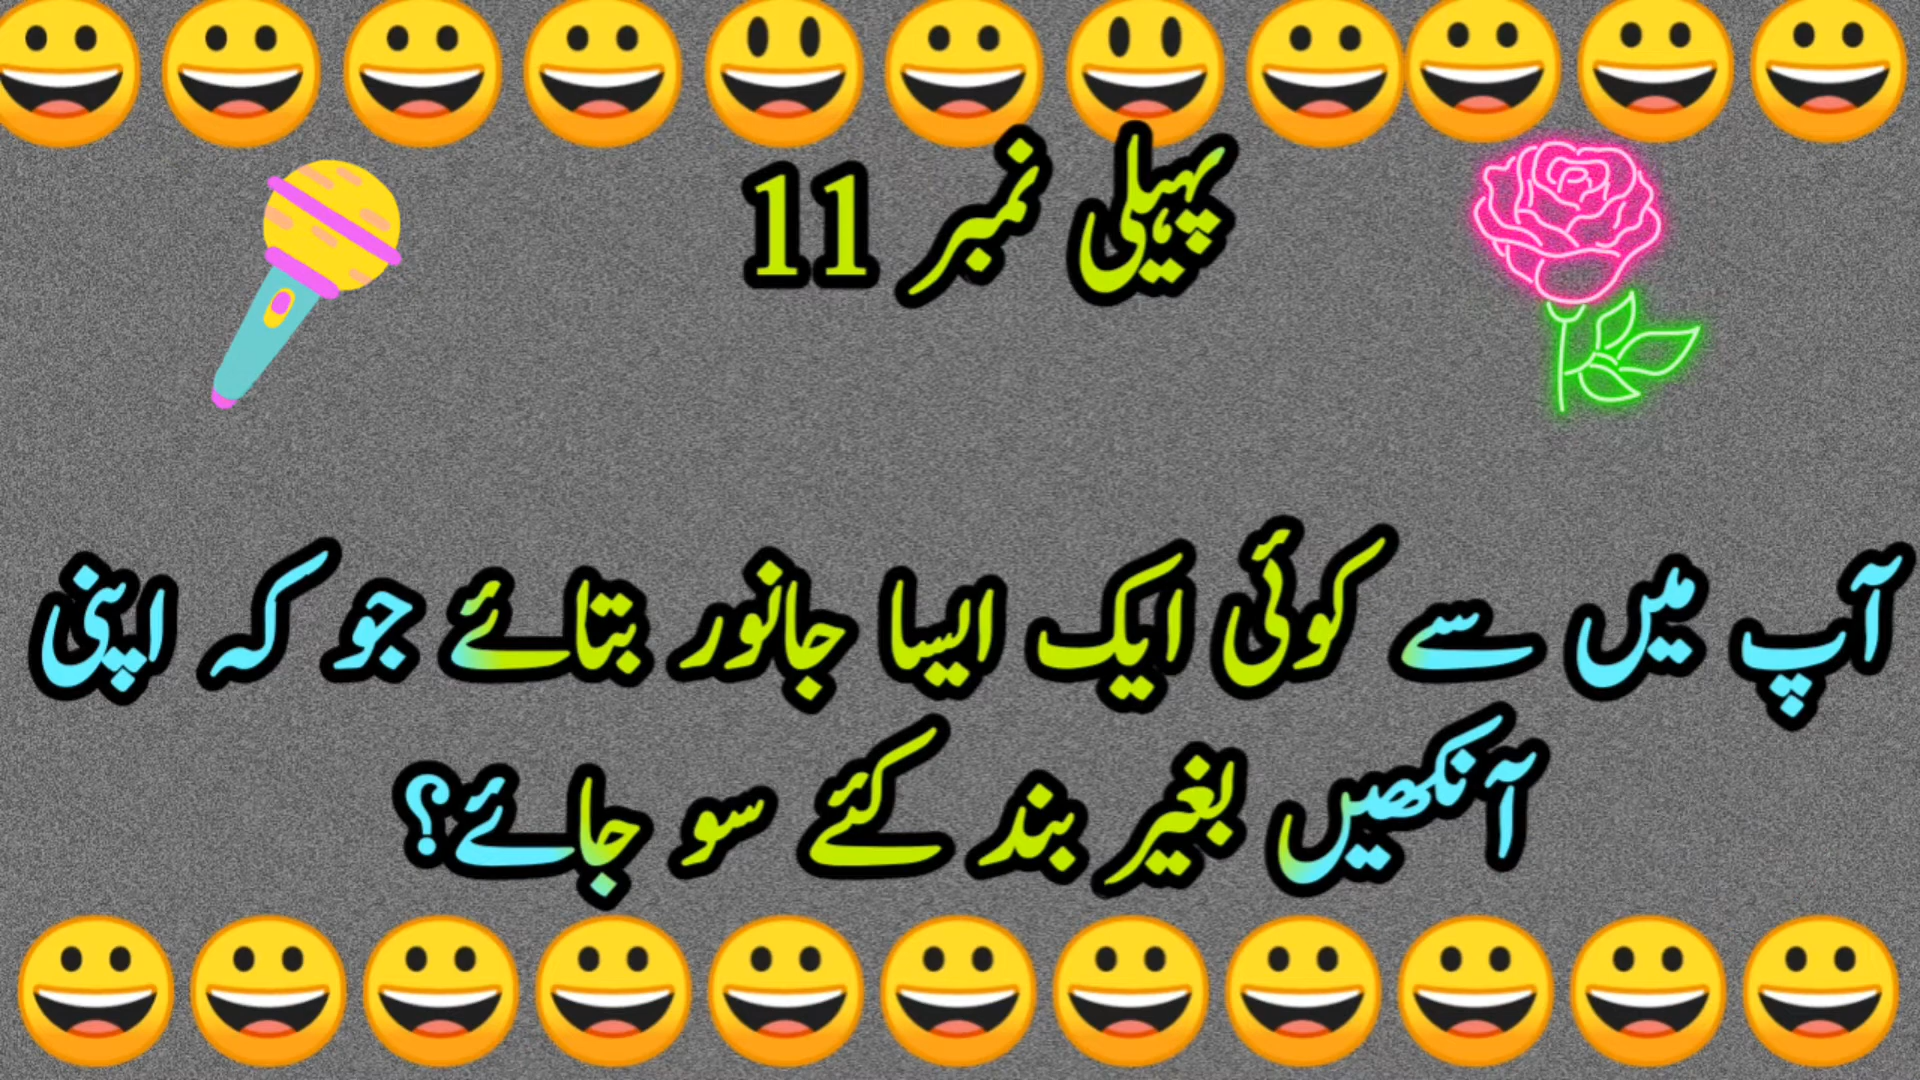 پہیلی نمبر 11
آپ میں سے کوئی ایک ایسا جانور بتائے جو کہ اپنی
آنکھیں بغیر بند کئے سو جائے؟